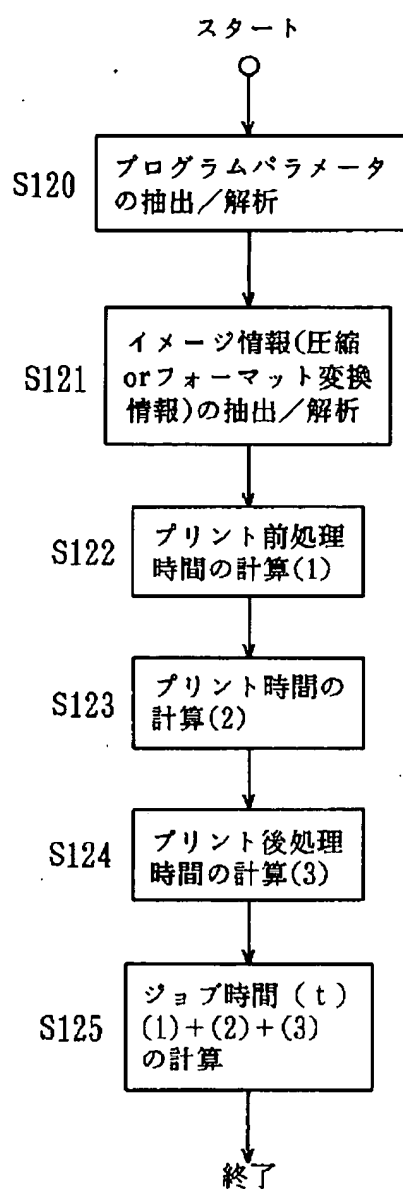 スタート
S120
プログラムパラメータ
の抽出／解析
S121
イメージ情報(圧縮
orフォーマット変換
情報)の抽出／解析
S122
プリント前処理
時間の計算(1)
S123
プリント時間の
計算(2)
S124
プリント後処理
時間の計算(3)
S125
ジョブ時間（t）
(1)+(2)+(3)
の計算
終了